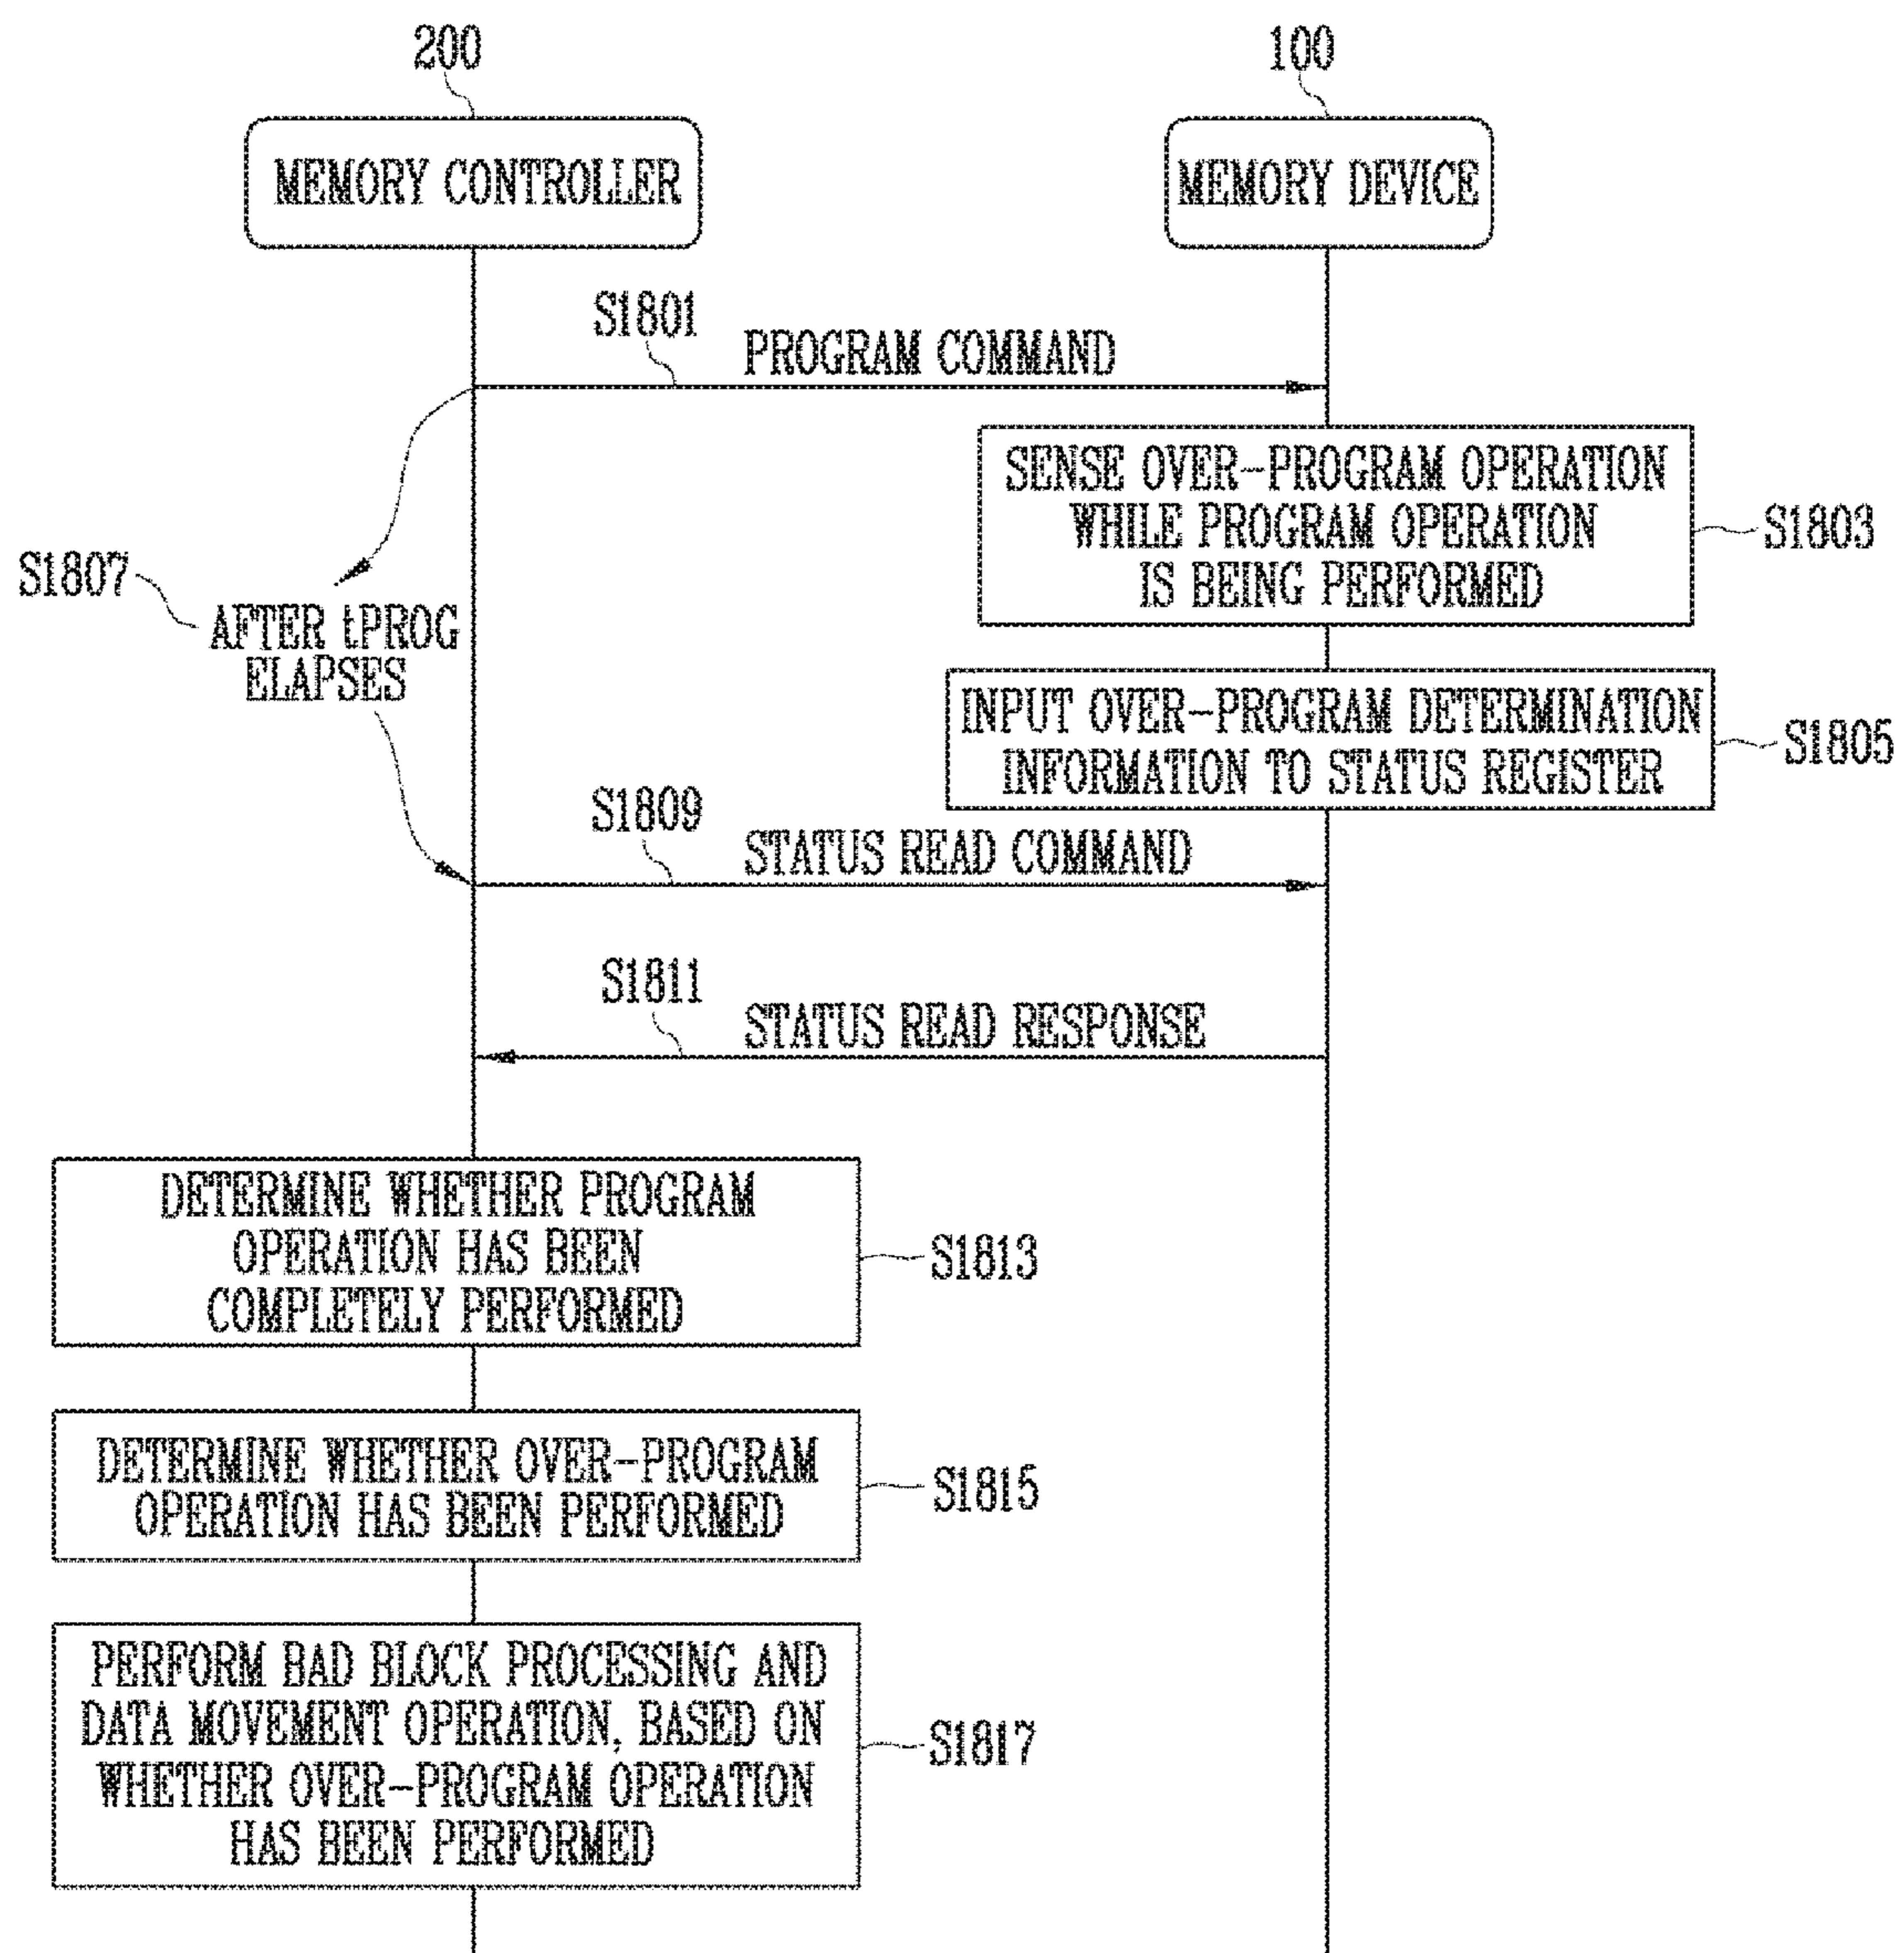 200
100
MEMORY CONTROLLER
MEMORY DEVICE
S1801
PROGRAM COMMAND
SENSE OVER-PROGRAM OPERATION
WHILE PROGRAM OPERATION
IS BEING PERFORMED
S1803
S1807
AFTER tPROG
ELAPSES
INPUT OVER-PROGRAM DETERMINATION
INFORMATION TO STATUS REGISTER
S1805
S1809
STATUS READ COMMAND
S1811
STATUS READ RESPONSE
DETERMINE WHETHER PROGRAM
OPERATION HAS BEEN
COMPLETELY PERFORMED
S1813
DETERMINE WHETHER OVER-PROGRAM
OPERATION HAS BEEN PERFORMED
S1815
PERFORM BAD BLOCK PROCESSING AND
DATA MOVEMENT OPERATION, BASED ON
WHETHER OVER-PROGRAM OPERATION
HAS BEEN PERFORMED
S1817